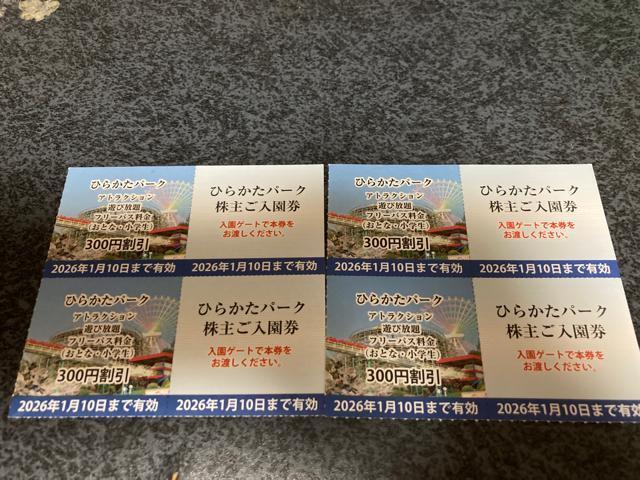 ひらかたパーク
アトラクション
遊び放題
フリーパス料金
(おとな・小学生)
300円割引
2026年1月10日まで有効
ひらかたパーク
株主ご入園券
入園ゲートで本券を
お渡しください。
2026年1月10日まで有効
ひらかたパーク
アトラクション
遊び放題
フリーパス料金
(おとな・小学生)
300円割引
2026年1月10日まで有効
ひらかたパーク
株主ご入園券
入園ゲートで本券を
お渡しください。
2026年1月10日まで有効
ひらかたパーク
アトラクション
遊び放題
フリーパス料金
(おとな・小学生)
300円割引
2026年1月10日まで有効
ひらかたパーク
株主ご入園券
入園ゲートで本券を
お渡しください。
2026年1月10日まで有効
ひらかたパーク
アトラクション
遊び放題
フリーパス料金
(おとな・小学生)
300円割引
2026年1月10日まで有効
ひらかたパーク
株主ご入園券
入園ゲートで本券を
お渡しください。
2026年1月10日まで有効